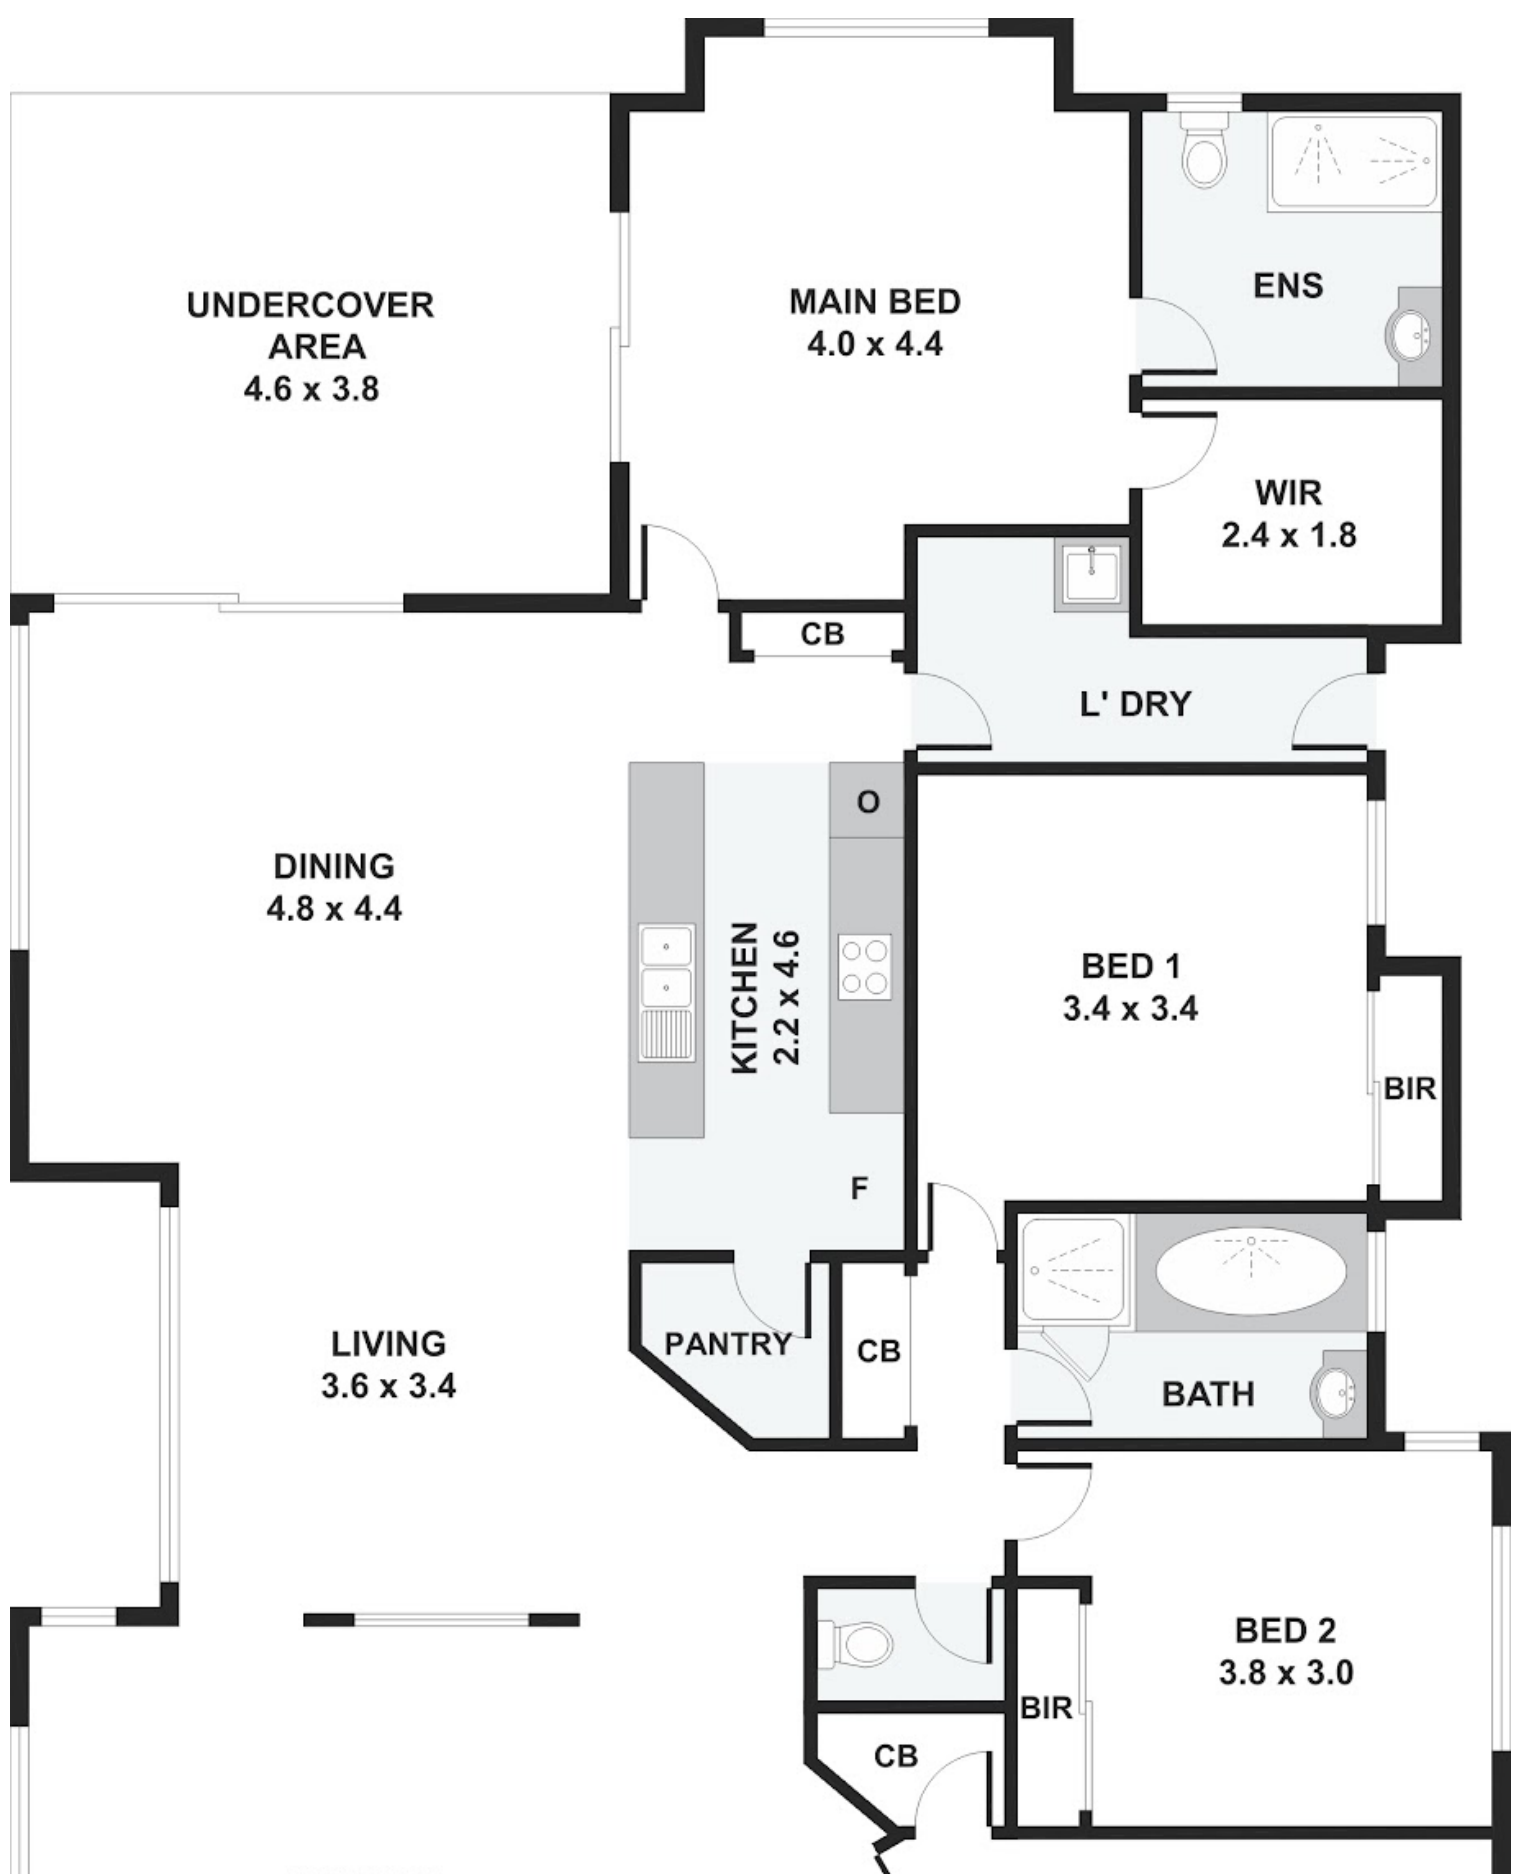 UNDERCOVER
AREA
4.6 x 3.8
MAIN BED
4.0 x 4.4
ENS
WIR
2.4 x 1.8
CB
L' DRY
O
DINING
4.8 x 4.4
KITCHEN
2.2 x 4.6
BED 1
3.4 x 3.4
BIR
F
LIVING
3.6 x 3.4
PANTRY
CB
BATH
BED 2
3.8 x 3.0
BIR
CB